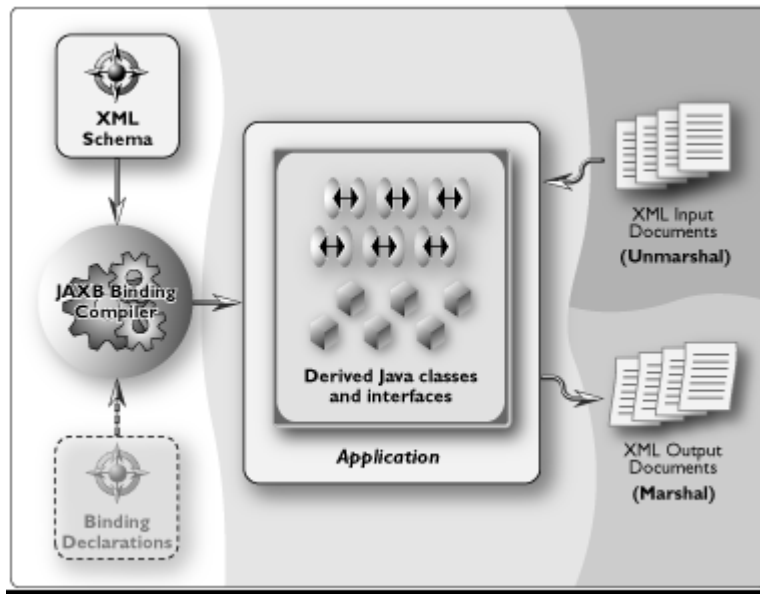 XML
Schema
JAXB Binding
Compiler
Binding
Declarations
Derived Java classes
and interfaces
Application
XML Input
Documents
(Unmarshal)
XML Output
Documents
(Marshal)